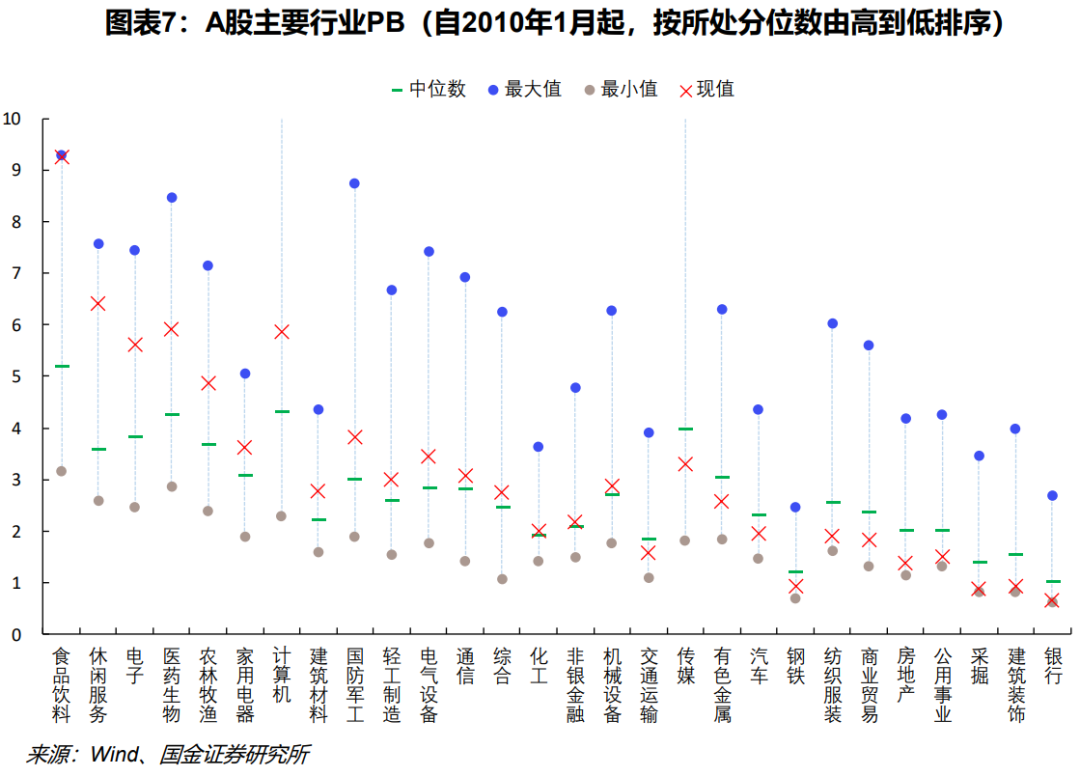 图表7：A股主要行业PB（自2010年1月起，按所处分位数由高到低排序）
中位数 最大值 最小值 现值
10
9
8
7
6
5
4
3
2
1
0
食品饮料
休闲服务
电子
医药生物
农林牧渔
家用电器
计算机
建筑材料
国防军工
轻工制造
电气设备
通信
综合
化工
非银金融
机械设备
交通运输
传媒
有色金属
汽车
钢铁
纺织服装
商业贸易
房地产
公用事业
采掘
建筑装饰
银行
来源：Wind、国金证券研究所